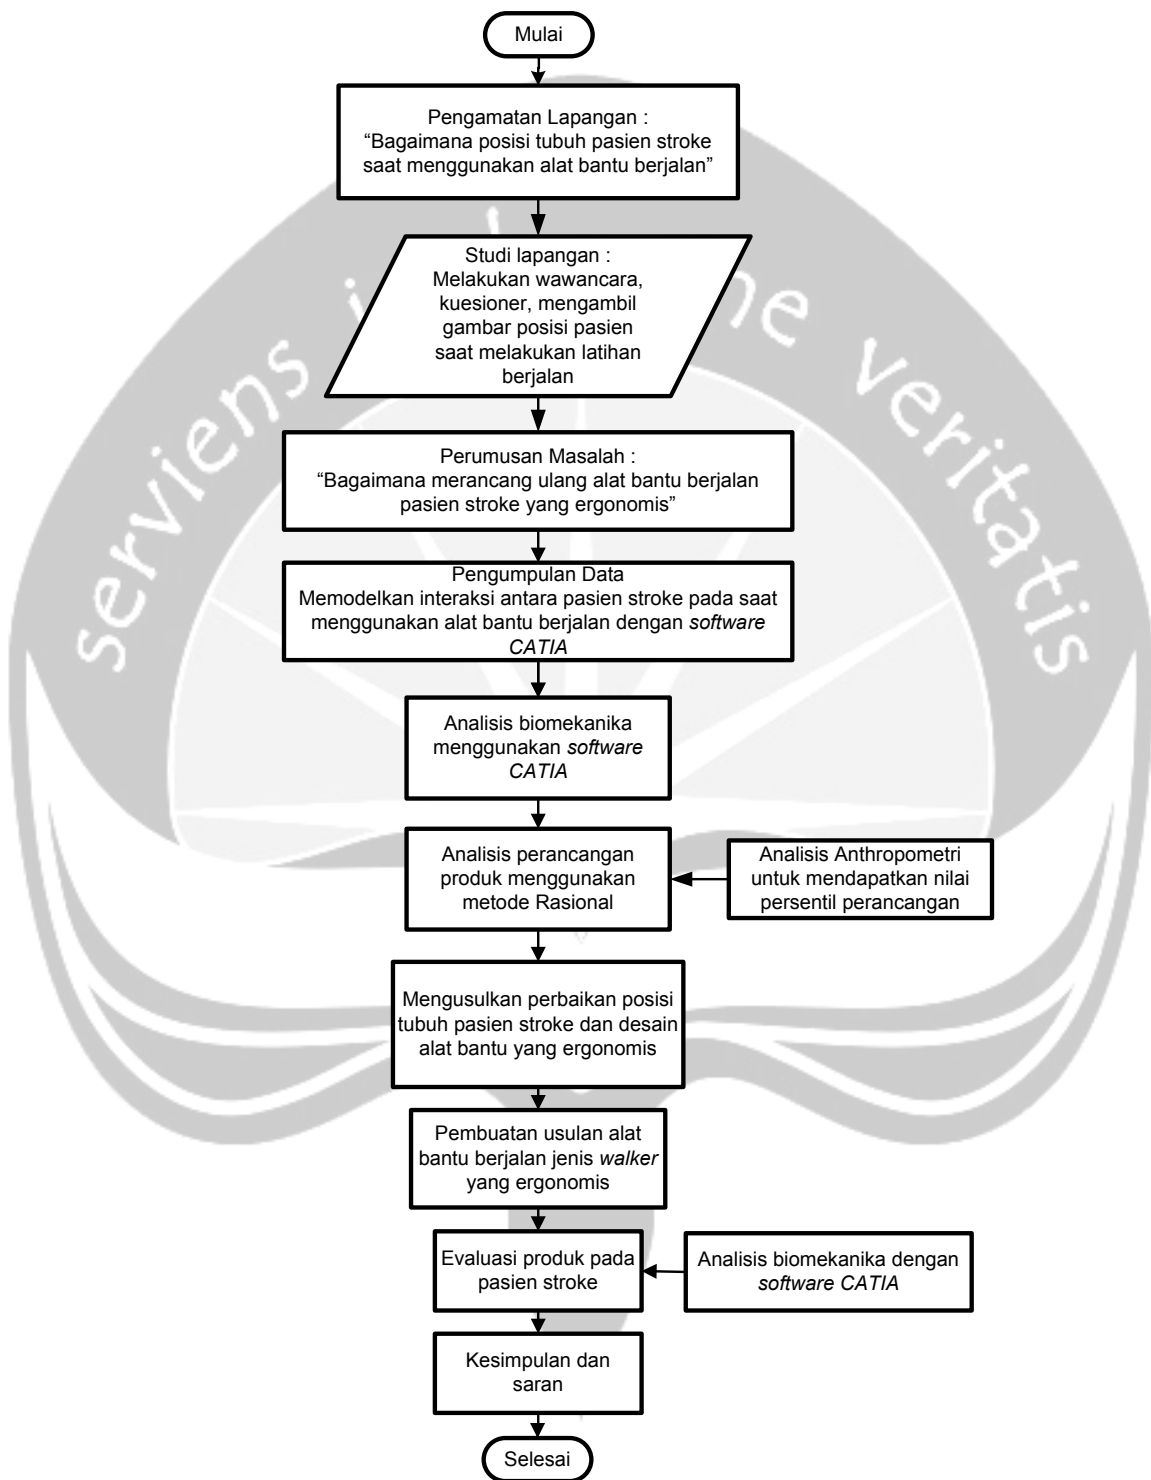 Mulai
Pengamatan Lapangan :
“Bagaimana posisi tubuh pasien stroke
saat menggunakan alat bantu berjalan”
Studi lapangan :
Melakukan wawancara,
kuesioner, mengambil
gambar posisi pasien
saat melakukan latihan
berjalan
serviens i ne veritatis
Perumusan Masalah :
“Bagaimana merancang ulang alat bantu berjalan
pasien stroke yang ergonomis”
Pengumpulan Data
Memodelkan interaksi antara pasien stroke pada saat
menggunakan alat bantu berjalan dengan software
CATIA
Analisis biomekanika
menggunakan software
CATIA
Analisis perancangan
produk menggunakan
metode Rasional
Analisis Anthropometri
untuk mendapatkan nilai
persentil perancangan
Mengusulkan perbaikan posisi
tubuh pasien stroke dan desain
alat bantu yang ergonomis
Pembuatan usulan alat
bantu berjalan jenis walker
yang ergonomis
Evaluasi produk pada
pasien stroke
Analisis biomekanika dengan
software CATIA
Kesimpulan dan
saran
Selesai